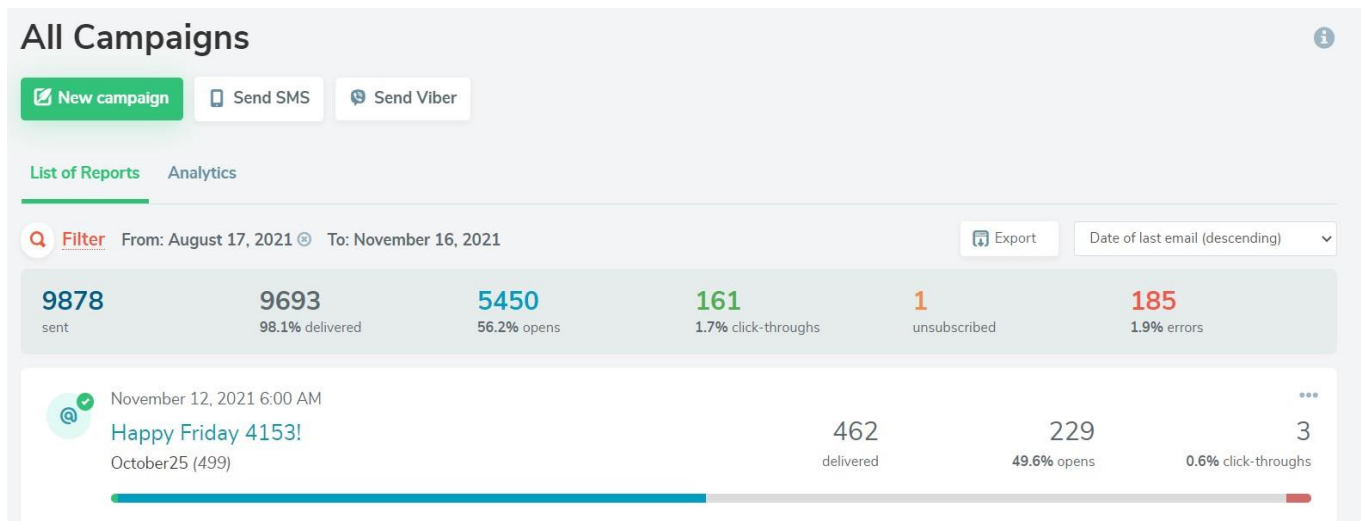 All Campaigns
New campaign Send SMS Send Viber
List of Reports Analytics
Filter From: August 17, 2021 To: November 16, 2021 Export Date of last email (descending)
9878 9693 5450 161 1 185
sent 98.1% delivered 56.2% opens 1.7% click-throughs unsubscribed 1.9% errors
November 12, 2021 6:00 AM
Happy Friday 4153! 462 229 3
October25 (499) delivered 49.6% opens 0.6% click-throughs